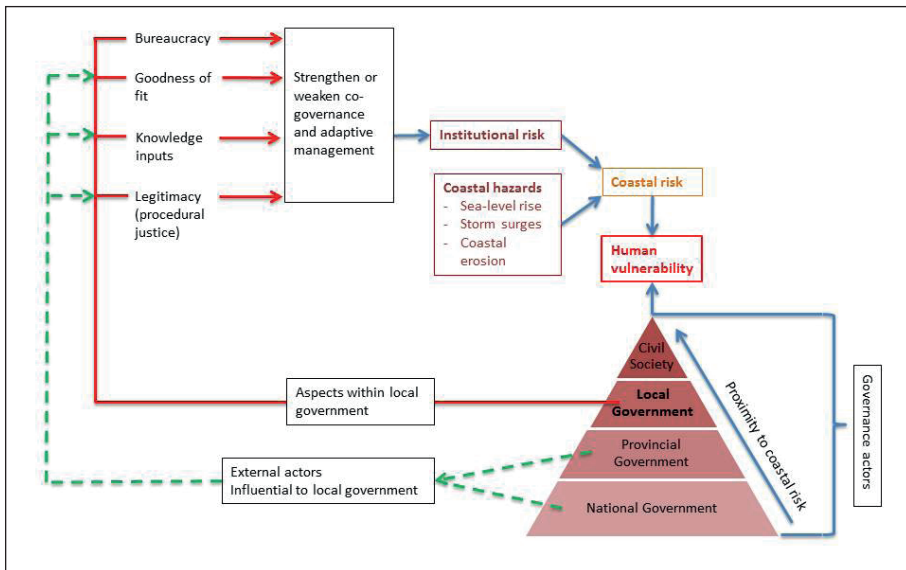 Bureaucracy
Goodness of
fit
Knowledge
inputs
Legitimacy
(procedural
justice)
Strengthen or
weaken co-
governance
and adaptive
management
Institutional risk
Coastal hazards
- Sea-level rise
- Storm surges
- Coastal
erosion
Coastal risk
Human
vulnerability
Civil
Society
Local
Government
Provincial
Government
National Government
Proximity to coastal risk
Governance actors
Aspects within local
government
External actors
Influential to local government